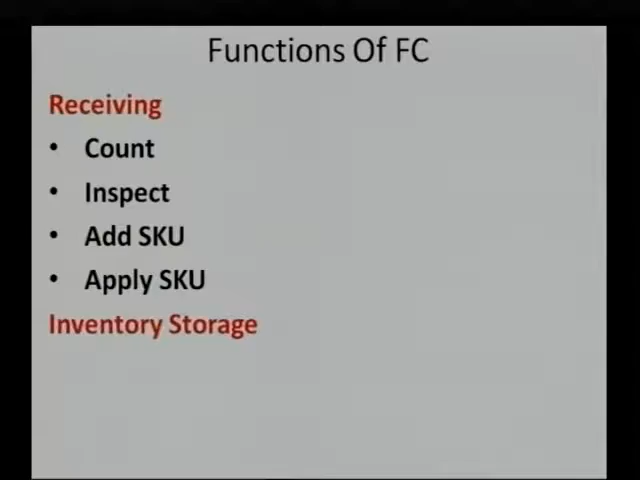 Functions Of FC
Receiving
• Count
• Inspect
• Add SKU
• Apply SKU
Inventory Storage